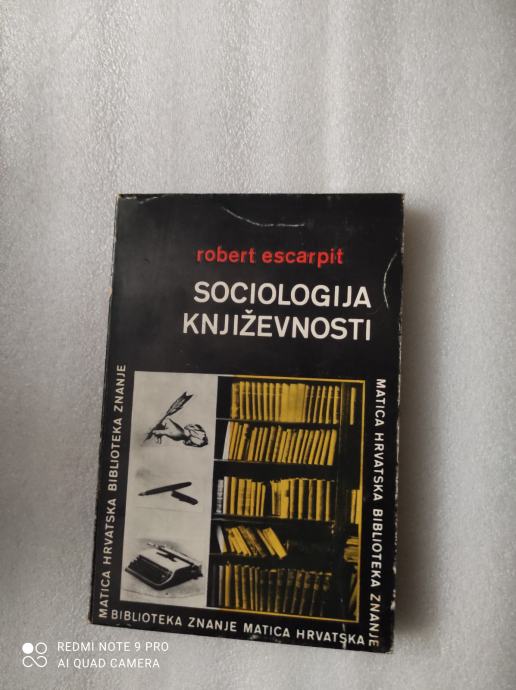 robert escarpit
SOCIOLOGIJA
KNJIŽEVNOSTI
MATICA HRVATSKA BIBLIOTEKA ZNANJE
MATICA HRVATSKA BIBLIOTEKA ZNANJE
BIBLIOTEKA ZNANJE MATICA HRVATSKA
REDMI NOTE 9 PRO
AI QUAD CAMERA